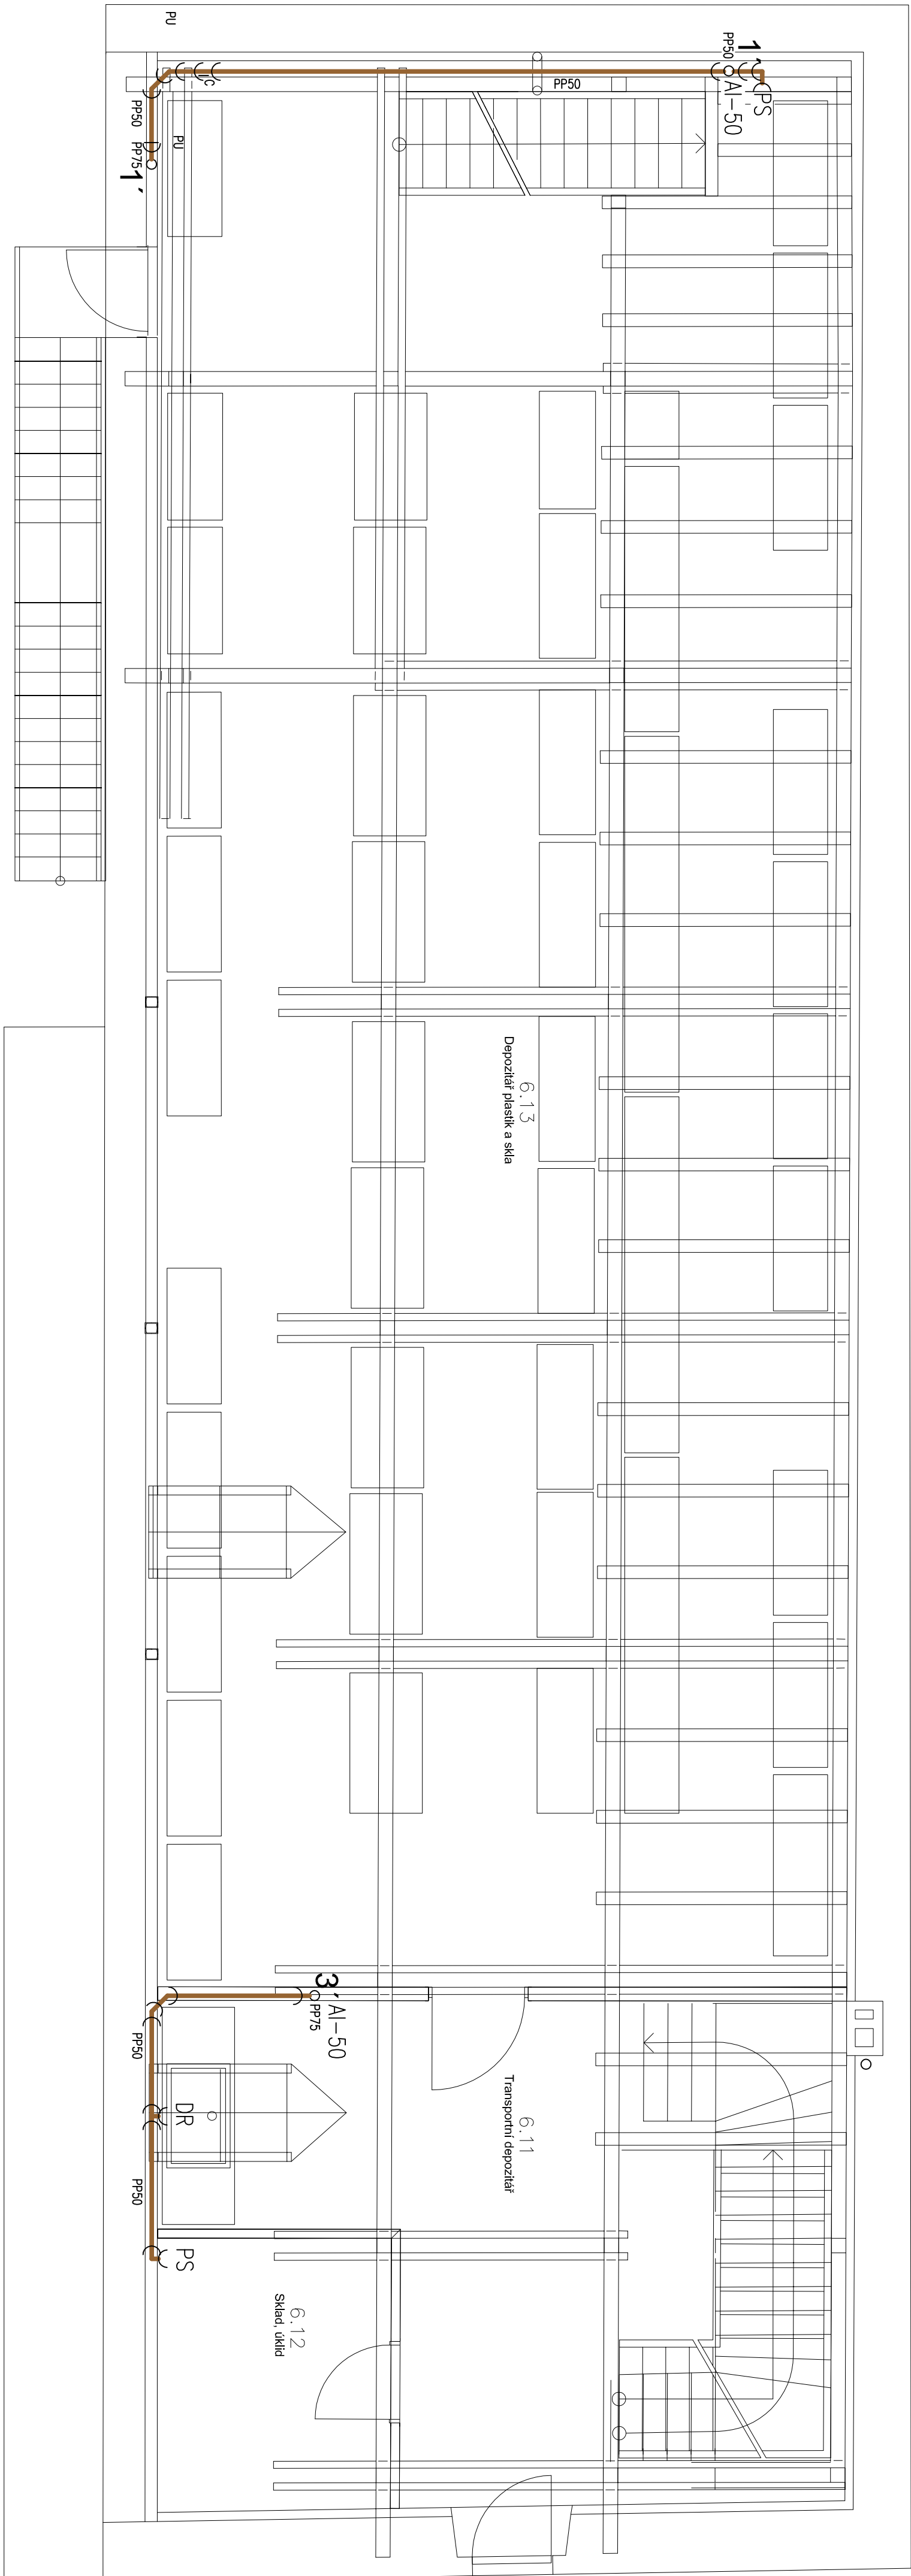 PU
1´
PP50
AI-50
PS
PP50
IC
PU
PP50
PP75
1´
6.13
Depozitář plastik a skla
3´
AI-50
PP75
PP50
DR
PP50
PS
6.11
Transportní depozitář
6.12
Sklad, úklid